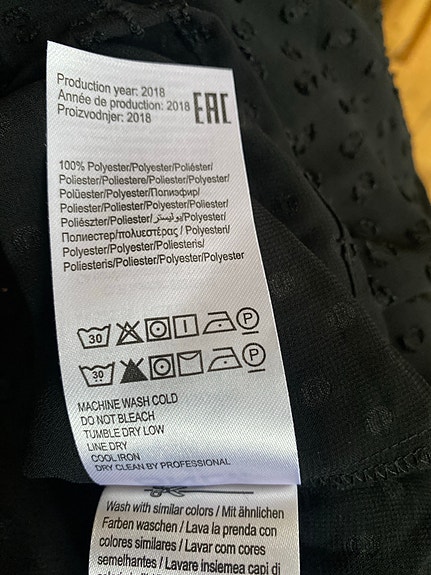 Production year: 2018
Année de production: 2018
Proizvodnjer: 2018
EAC
100% Polyester/Polyester/Poliéster/
Poliester/Poliestere/Poliester/Polyester/
Polüester/Polyester/Полиэфир/
Poliester/Polyester/Poliester/Polyester/
Poliészter/Poliester/بوليستر/Polyester/
Полиестер/πολυεστέρας / Polyesteri/
Polyester/Polyester/Poliesteris/
Poliesteris/Poliester/Polyester/Polyester
30 P
30 P
MACHINE WASH COLD
DO NOT BLEACH
TUMBLE DRY LOW
LINE DRY
COOL IRON
DRY CLEAN BY PROFESSIONAL
Wash with similar colors / Mit ähnlichen
Farben waschen / Lava la prenda con
colores similares / Lavar com cores
semelhantes / Lavare insiemea capi di